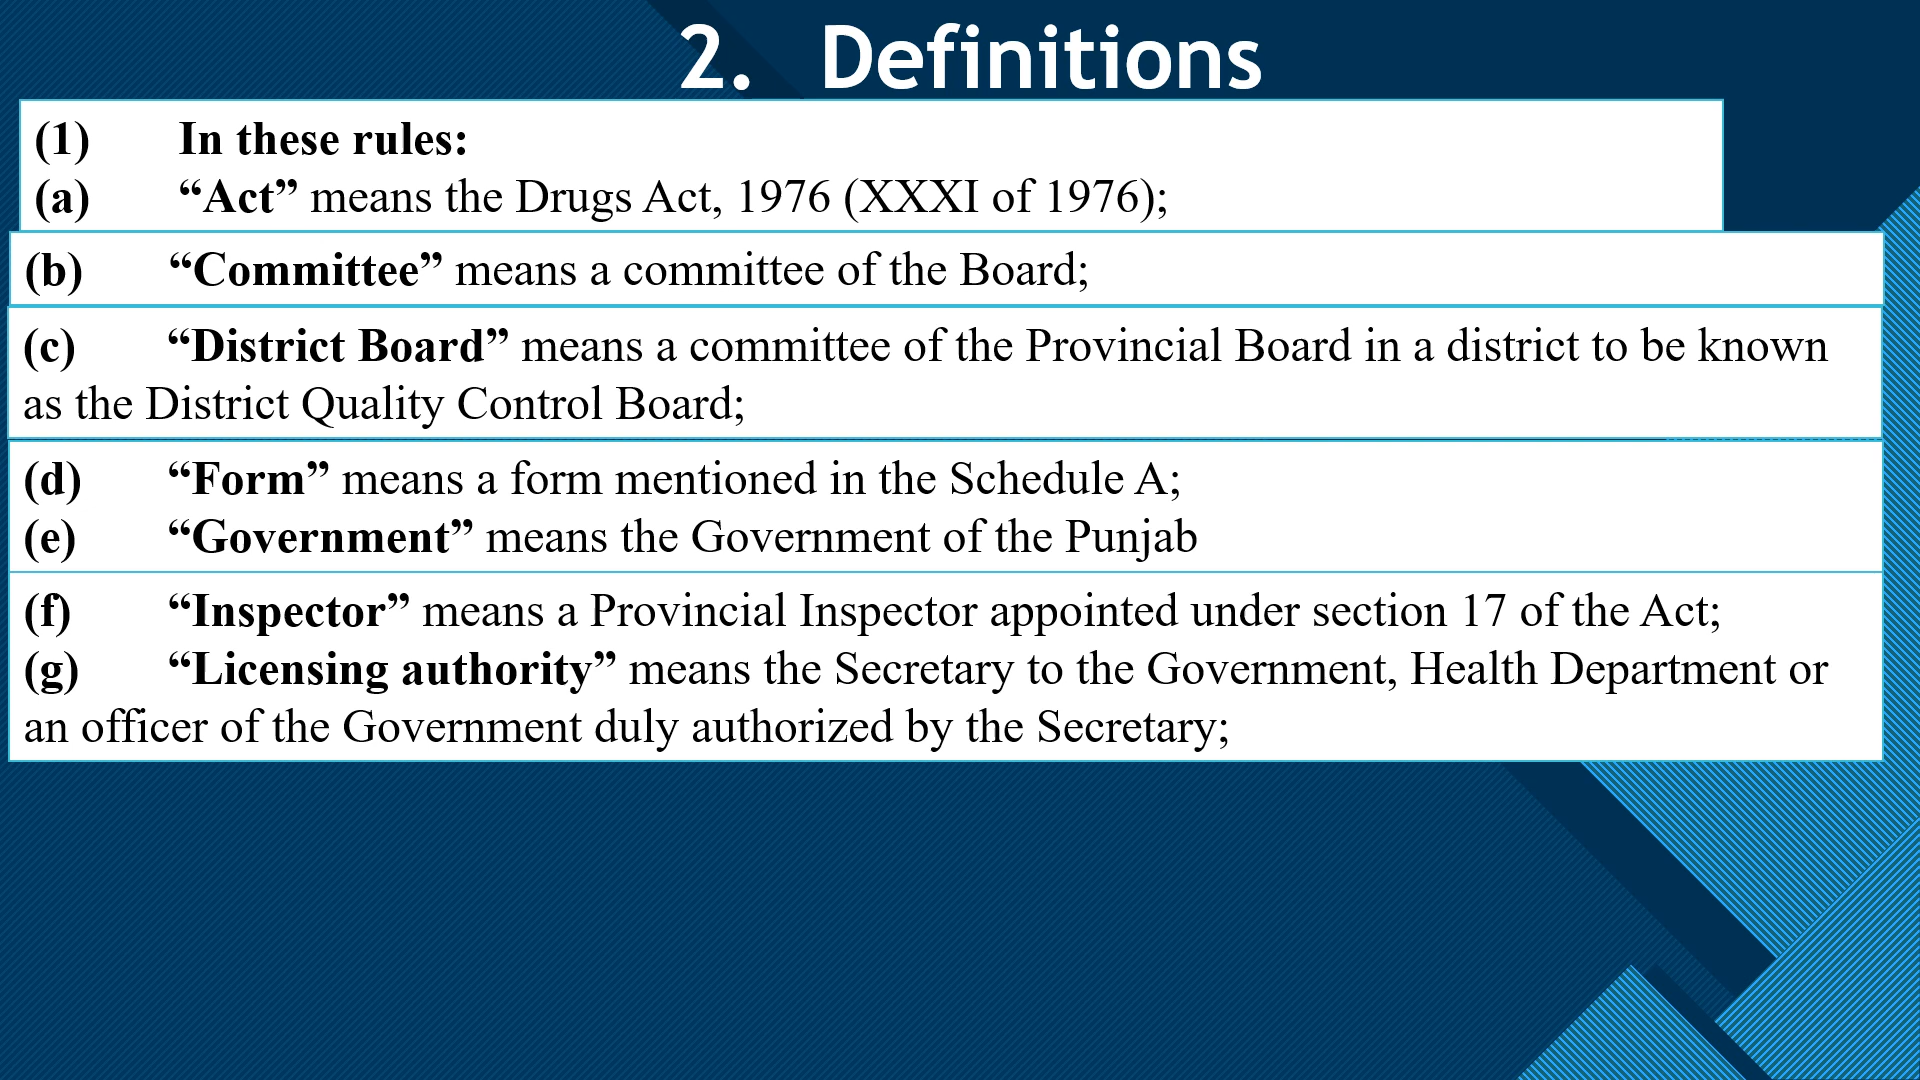 2. Definitions
(1) In these rules:
(a) “Act” means the Drugs Act, 1976 (XXXI of 1976);
(b) “Committee” means a committee of the Board;
(c) “District Board” means a committee of the Provincial Board in a district to be known
as the District Quality Control Board;
(d) “Form” means a form mentioned in the Schedule A;
(e) “Government” means the Government of the Punjab
(f) “Inspector” means a Provincial Inspector appointed under section 17 of the Act;
(g) “Licensing authority” means the Secretary to the Government, Health Department or
an officer of the Government duly authorized by the Secretary;